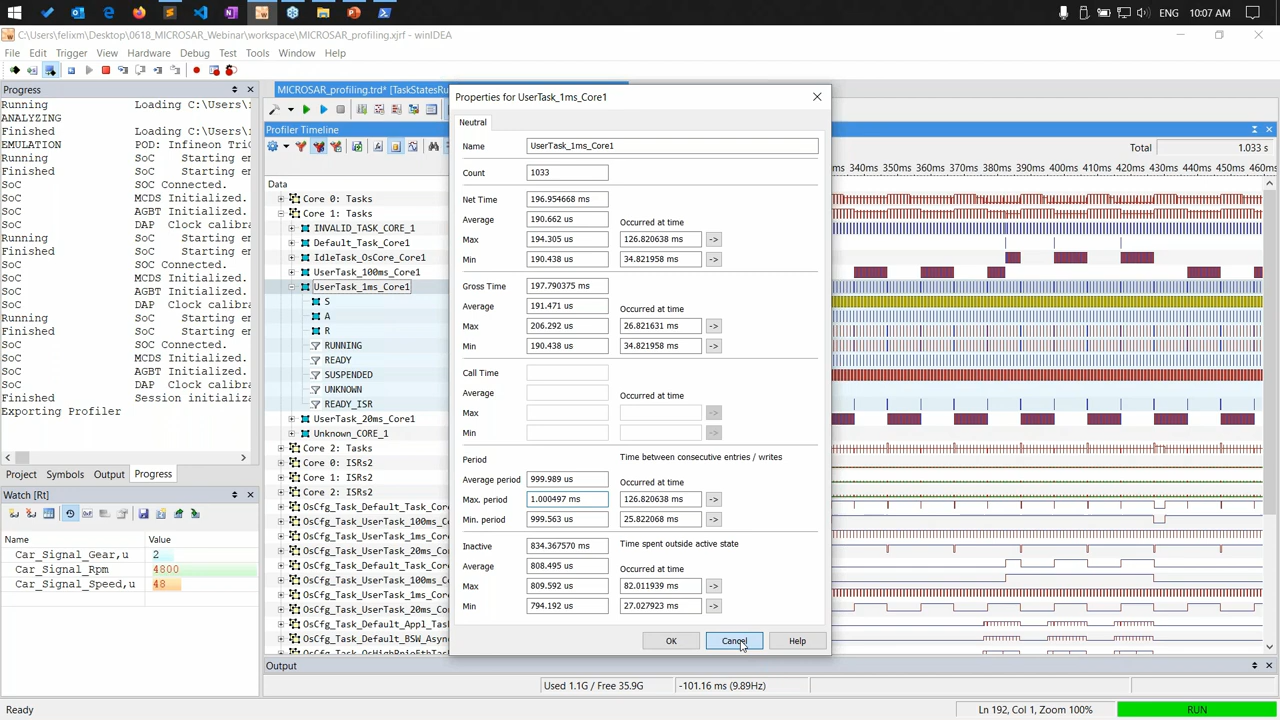 ENG 10:07 AM
C:\Users\felixm\Desktop\0618_MICROSAR_Webinar\workspace\MICROSAR_profiling.xjrf - winIDEA
File Edit Trigger View Hardware Debug Test Tools Window Help
Progress
Running Loading C:\Users\
ANALYZING
Finished Loading C:\Users\
EMULATION POD: Infineon Tri
Running SoC Starting e
Finished SoC Starting e
SoC SoC Connected.
SoC MCDS Initialized.
SoC AGBT Initialized.
SoC DAP Clock calibra
Running SoC Starting e
Finished SoC Starting e
SoC SoC Connected.
SoC MCDS Initialized.
SoC AGBT Initialized.
SoC DAP Clock calibra
Running SoC Starting e
Finished SoC Starting e
SoC SoC Connected.
SoC MCDS Initialized.
SoC AGBT Initialized.
SoC DAP Clock calibra
Finished Session initializa
Exporting Profiler
Project Symbols Output Progress
Watch [Rt]
Name Value
Car_Signal_Gear,u 2
Car_Signal_Rpm 4800
Car_Signal_Speed,u 48
MICROSAR_profiling.trd* [TaskStatesRu
Profiler Timeline
Data
Core 0: Tasks
Core 1: Tasks
INVALID_TASK_CORE_1
Default_Task_Core1
IdleTask_OsCore_Core1
UserTask_100ms_Core1
UserTask_1ms_Core1
S
A
R
RUNNING
READY
SUSPENDED
UNKNOWN
READY_ISR
UserTask_20ms_Core1
Unknown_CORE_1
Core 2: Tasks
Core 0: ISRs2
Core 1: ISRs2
Core 2: ISRs2
OsCfg_Task_Default_Task_Co
OsCfg_Task_UserTask_100ms_
OsCfg_Task_UserTask_1ms_Co
OsCfg_Task_UserTask_20ms_C
OsCfg_Task_Default_Task_Co
OsCfg_Task_UserTask_100ms_
OsCfg_Task_UserTask_1ms_Co
OsCfg_Task_UserTask_20ms_C
OsCfg_Task_Default_Appl_Tas
OsCfg_Task_Default_BSW_Async
Properties for UserTask_1ms_Core1
Neutral
Name UserTask_1ms_Core1
Count 1033
Net Time 196.954668 ms
Average 190.662 us Occurred at time
Max 194.305 us 126.820638 ms ->
Min 190.438 us 34.821958 ms ->
Gross Time 197.790375 ms
Average 191.471 us Occurred at time
Max 206.292 us 26.821631 ms ->
Min 190.438 us 34.821958 ms ->
Call Time
Average Occurred at time
Max ->
Min ->
Period Time between consecutive entries / writes
Average period 999.989 us Occurred at time
Max. period 1.000497 ms 126.820638 ms ->
Min. period 999.563 us 25.822068 ms ->
Inactive 834.367570 ms Time spent outside active state
Average 808.495 us Occurred at time
Max 809.592 us 82.011939 ms ->
Min 794.192 us 27.027923 ms ->
OK Cancel Help
Total 1.033 s
340ms 350ms 360ms 370ms 380ms 390ms 400ms 410ms 420ms 430ms 440ms 450ms 460ms
Output
Used 1.1G / Free 35.9G -101.16 ms (9.89Hz)
Ready Ln 192, Col 1, Zoom 100% RUN